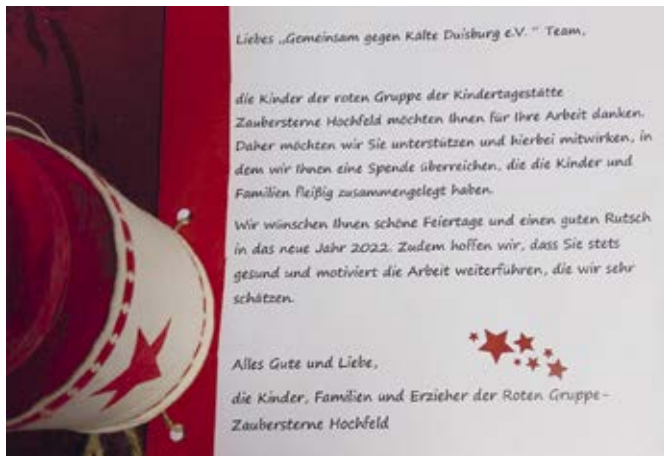 Liebes „Gemeinsam gegen Kälte Duisburg e.V. “ Team,
die Kinder der roten Gruppe der Kindertagestätte
Zaubersterne Hochfeld möchten Ihnen für Ihre Arbeit danken.
Daher möchten wir Sie unterstützen und hierbei mitwirken, in
dem wir Ihnen eine Spende überreichen, die die Kinder und
Familien fleißig zusammengelegt haben.
Wir wünschen Ihnen schöne Feiertage und einen guten Rutsch
in das neue Jahr 2022. Zudem hoffen wir, dass Sie stets
gesund und motiviert die Arbeit weiterführen, die wir sehr
schätzen.
Alles Gute und Liebe,
die Kinder, Familien und Erzieher der Roten Gruppe-
Zaubersterne Hochfeld